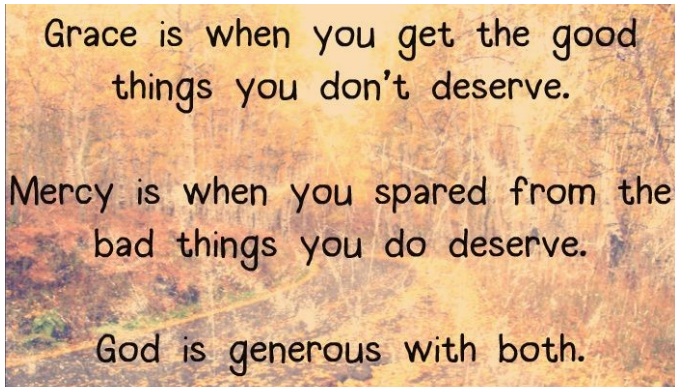 Grace is when you get the good
things you don't deserve.
Mercy is when you spared from the
bad things you do deserve.
God is generous with both.